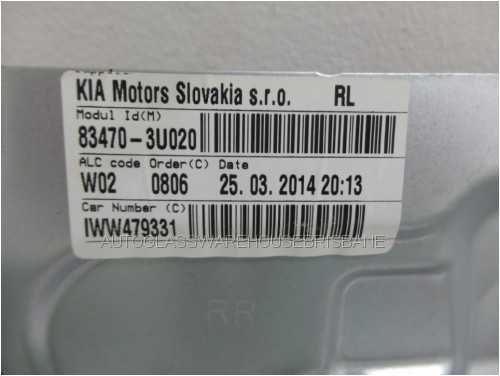 Supplier
KIA Motors Slovakia s.r.o. RL
Modul Id(M)
83470-3U020
ALC code Order(C) Date
W02 0806 25. 03. 2014 20:13
Car Number (C)
IWW479331
AUTOGLASSWAREHOUSEBRISBANE
RR